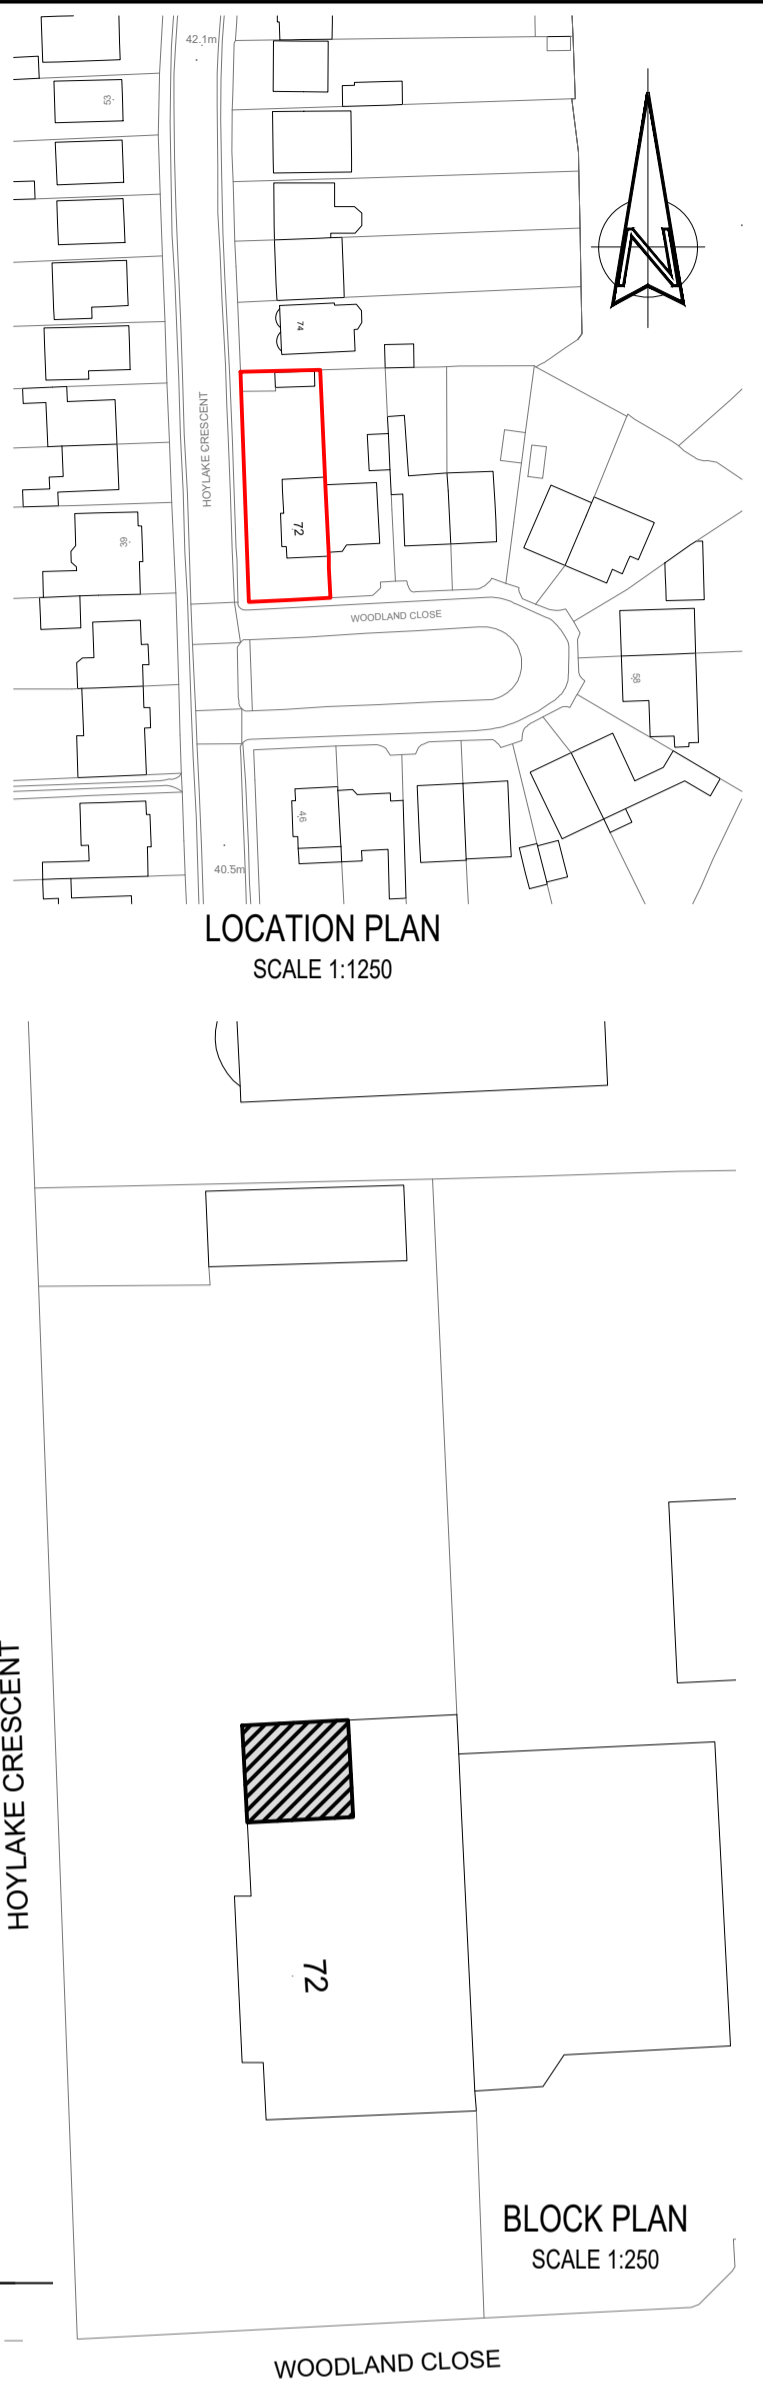 42.1m
53
N
74
HOYLAKE CRESCENT
72
39
WOODLAND CLOSE
58
46
40.5m
LOCATION PLAN
SCALE 1:1250
HOYLAKE CRESCENT
72
BLOCK PLAN
SCALE 1:250
WOODLAND CLOSE